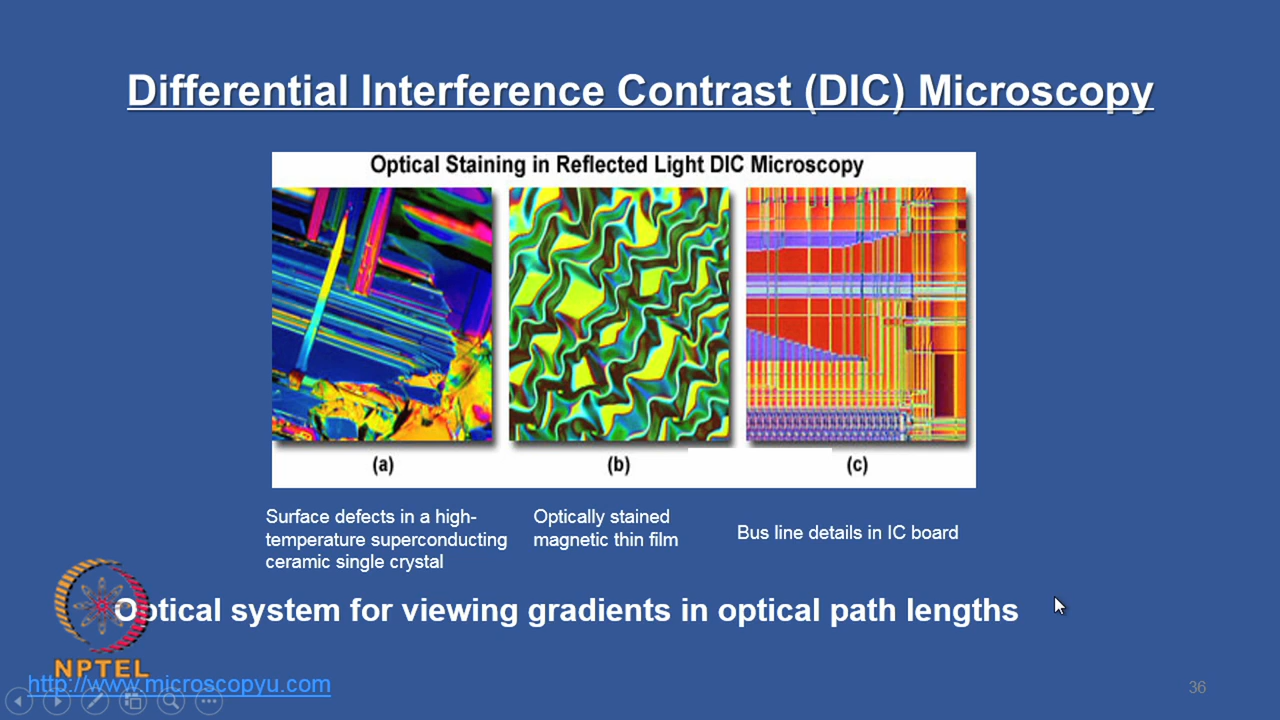 Differential Interference Contrast (DIC) Microscopy
Optical Staining in Reflected Light DIC Microscopy
(a)
(b)
(c)
Surface defects in a high-
temperature superconducting
ceramic single crystal
Optically stained
magnetic thin film
Bus line details in IC board
Optical system for viewing gradients in optical path lengths
NPTEL
http://www.microscopyu.com
36